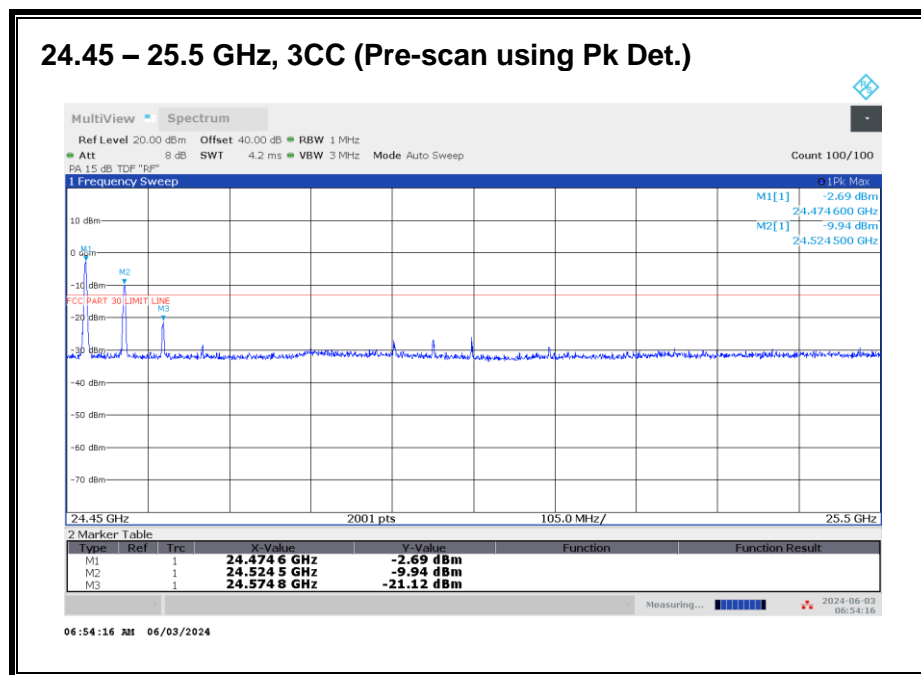 24.45 – 25.5 GHz, 3CC (Pre-scan using Pk Det.)
MultiView Spectrum
Ref Level 20.00 dBm Offset 40.00 dB RBW 1 MHz
Att 8 dB SWT 4.2 ms VBW 3 MHz Mode Auto Sweep Count 100/100
PA 15 dB TDF "RF"
1 Frequency Sweep 1Pk Max
M1[1] -2.69 dBm
24.474600 GHz
10 dBm
M2[1] -9.94 dBm
24.524500 GHz
M1
0 dBm
M2
-10 dBm
FCC PART 30 LIMIT LINE
M3
-20 dBm
-30 dBm
-40 dBm
-50 dBm
-60 dBm
-70 dBm
24.45 GHz 2001 pts 105.0 MHz/ 25.5 GHz
2 Marker Table
Type Ref Trc X-Value Y-Value Function Function Result
M1 1 24.474 6 GHz -2.69 dBm
M2 1 24.524 5 GHz -9.94 dBm
M3 1 24.574 8 GHz -21.12 dBm
Measuring... 2024-06-03
06:54:16
06:54:16 AM 06/03/2024